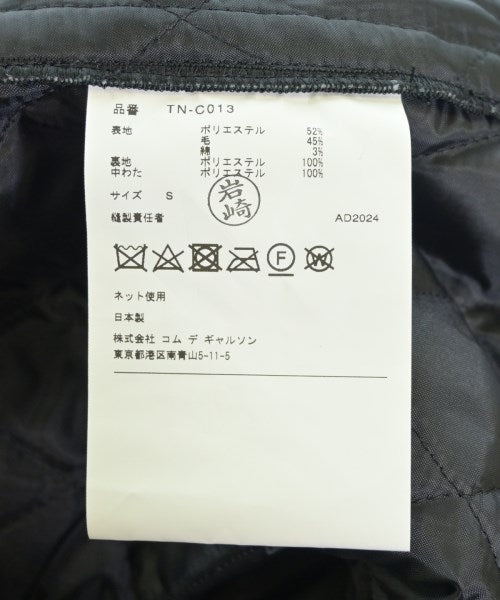 品番 TN-C013
表地 ポリエステル 52%
毛 45%
綿 3%
裏地 ポリエステル 100%
中わた ポリエステル 100%
サイズ S
岩崎
縫製責任者 AD2024
F W
ネット使用
日本製
株式会社 コム デ ギャルソン
東京都港区南青山5-11-5